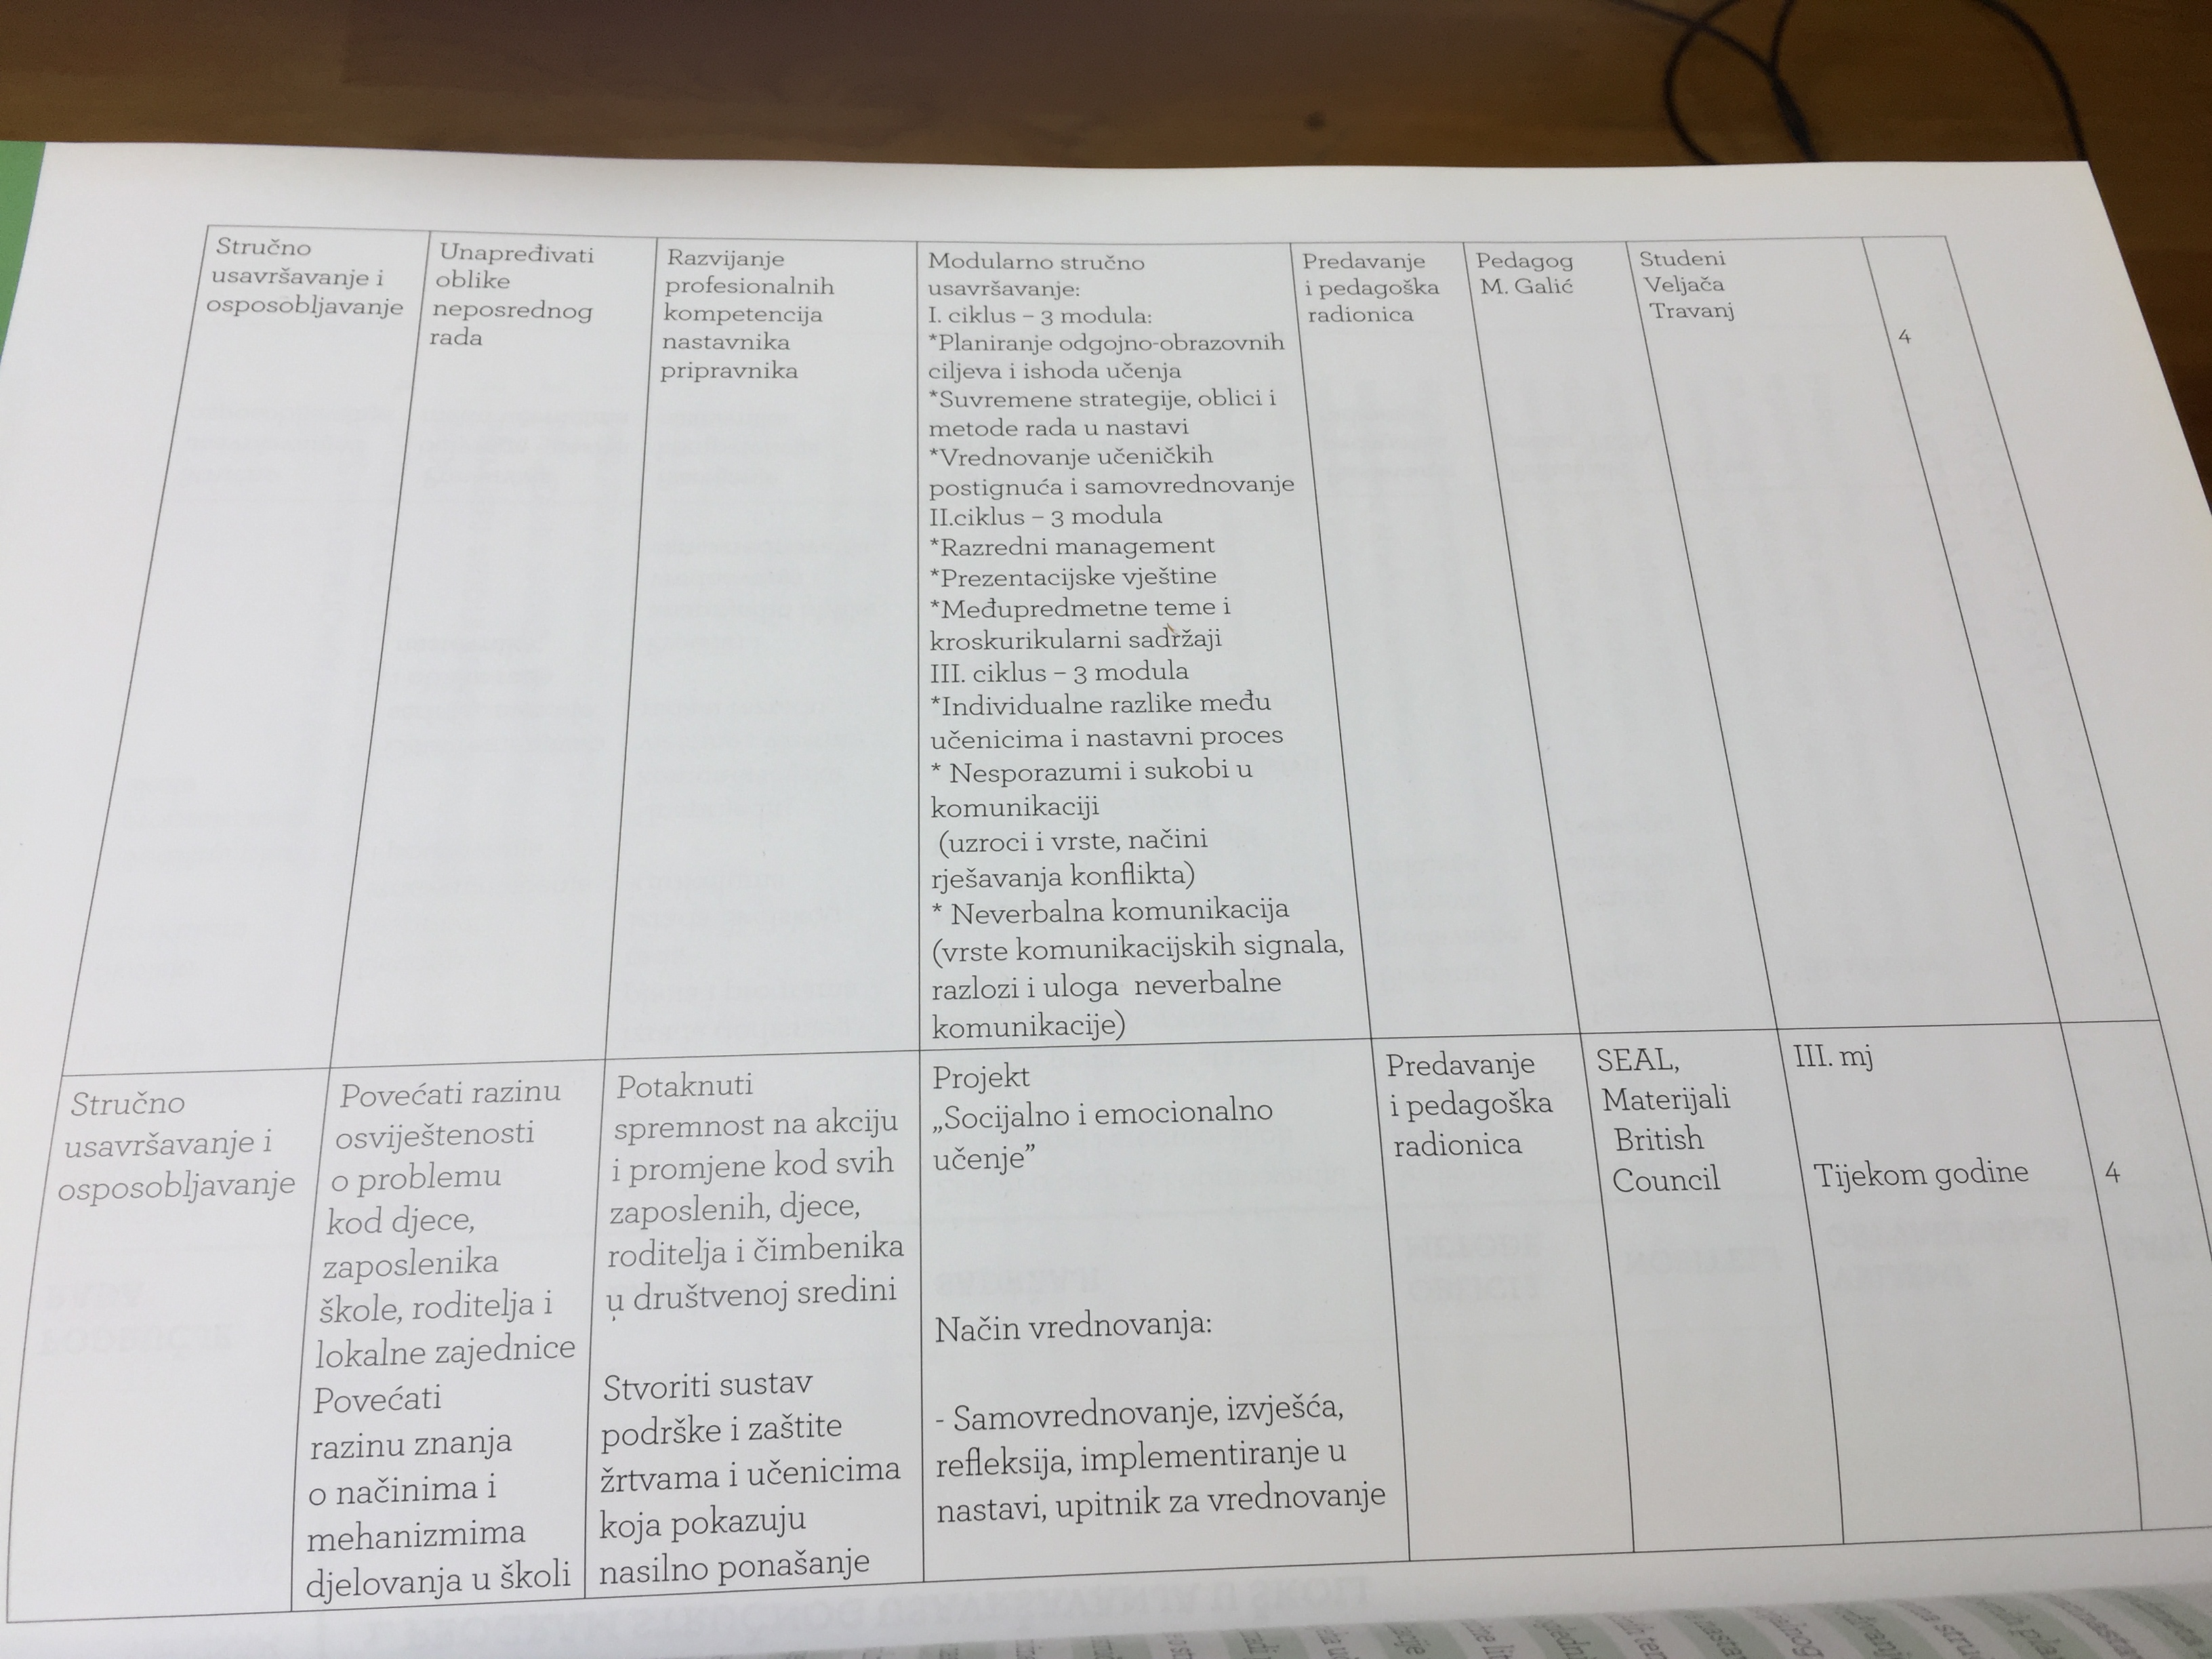 Stručno
usavršavanje i
osposobljavanje
Unapređivati
oblike
neposrednog
rada
Razvijanje
profesionalnih
kompetencija
nastavnika
pripravnika
Modularno stručno
usavršavanje:
I. ciklus – 3 modula:
*Planiranje odgojno-obrazovnih
ciljeva i ishoda učenja
*Suvremene strategije, oblici i
metode rada u nastavi
*Vrednovanje učeničkih
postignuća i samovrednovanje
II.ciklus – 3 modula
*Razredni management
*Prezentacijske vještine
*Međupredmetne teme i
kroskurikularni sadržaji
III. ciklus – 3 modula
*Individualne razlike među
učenicima i nastavni proces
* Nesporazumi i sukobi u
komunikaciji
(uzroci i vrste, načini
rješavanja konflikta)
* Neverbalna komunikacija
(vrste komunikacijskih signala,
razlozi i uloga neverbalne
komunikacije)
Predavanje
i pedagoška
radionica
Pedagog
M. Galić
Studeni
Veljača
Travanj
4
Stručno
usavršavanje i
osposobljavanje
Povećati razinu
osviještenosti
o problemu
kod djece,
zaposlenika
škole, roditelja i
lokalne zajednice
Povećati
razinu znanja
o načinima i
mehanizmima
djelovanja u školi
Potaknuti
spremnost na akciju
i promjene kod svih
zaposlenih, djece,
roditelja i čimbenika
u društvenoj sredini
Stvoriti sustav
podrške i zaštite
žrtvama i učenicima
koja pokazuju
nasilno ponašanje
Projekt
„Socijalno i emocionalno
učenje”
Način vrednovanja:
- Samovrednovanje, izvješća,
refleksija, implementiranje u
nastavi, upitnik za vrednovanje
Predavanje
i pedagoška
radionica
SEAL,
Materijali
British
Council
III. mj
Tijekom godine
4